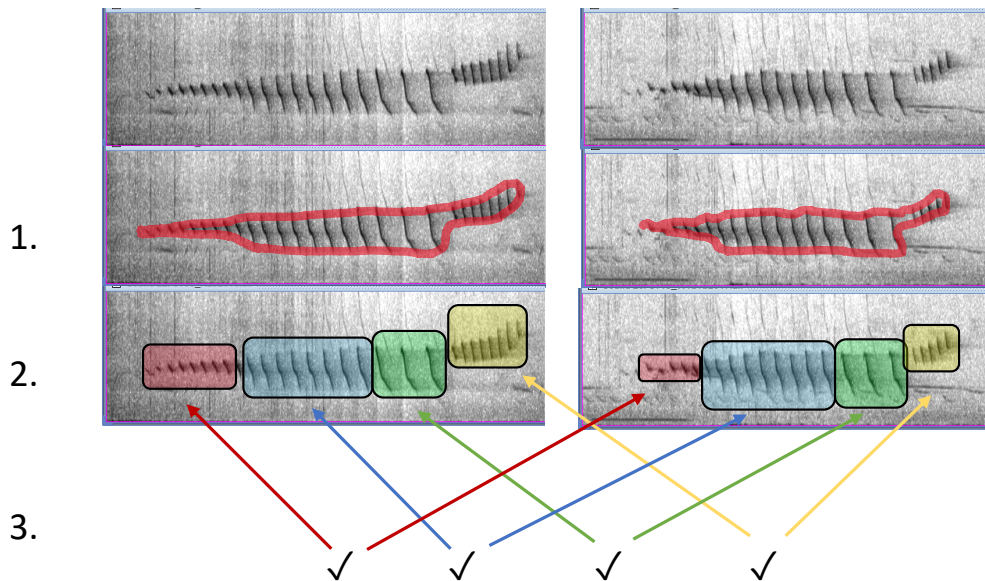 1.
2.
3.
✓ ✓ ✓ ✓